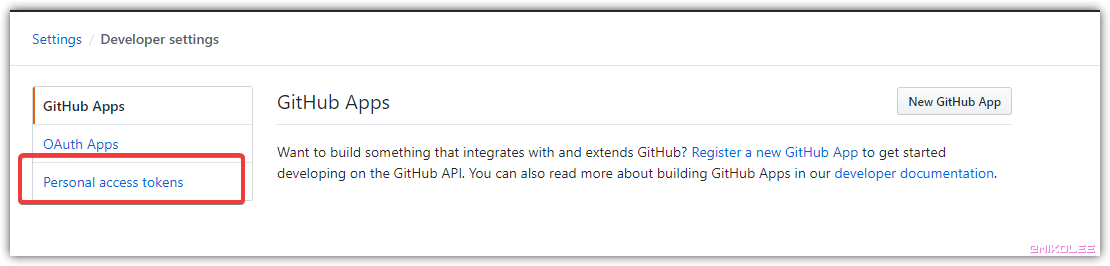 Settings / Developer settings
GitHub Apps
OAuth Apps
Personal access tokens
GitHub Apps
New GitHub App
Want to build something that integrates with and extends GitHub? Register a new GitHub App to get started
developing on the GitHub API. You can also read more about building GitHub Apps in our developer documentation.
@MIKOLEE